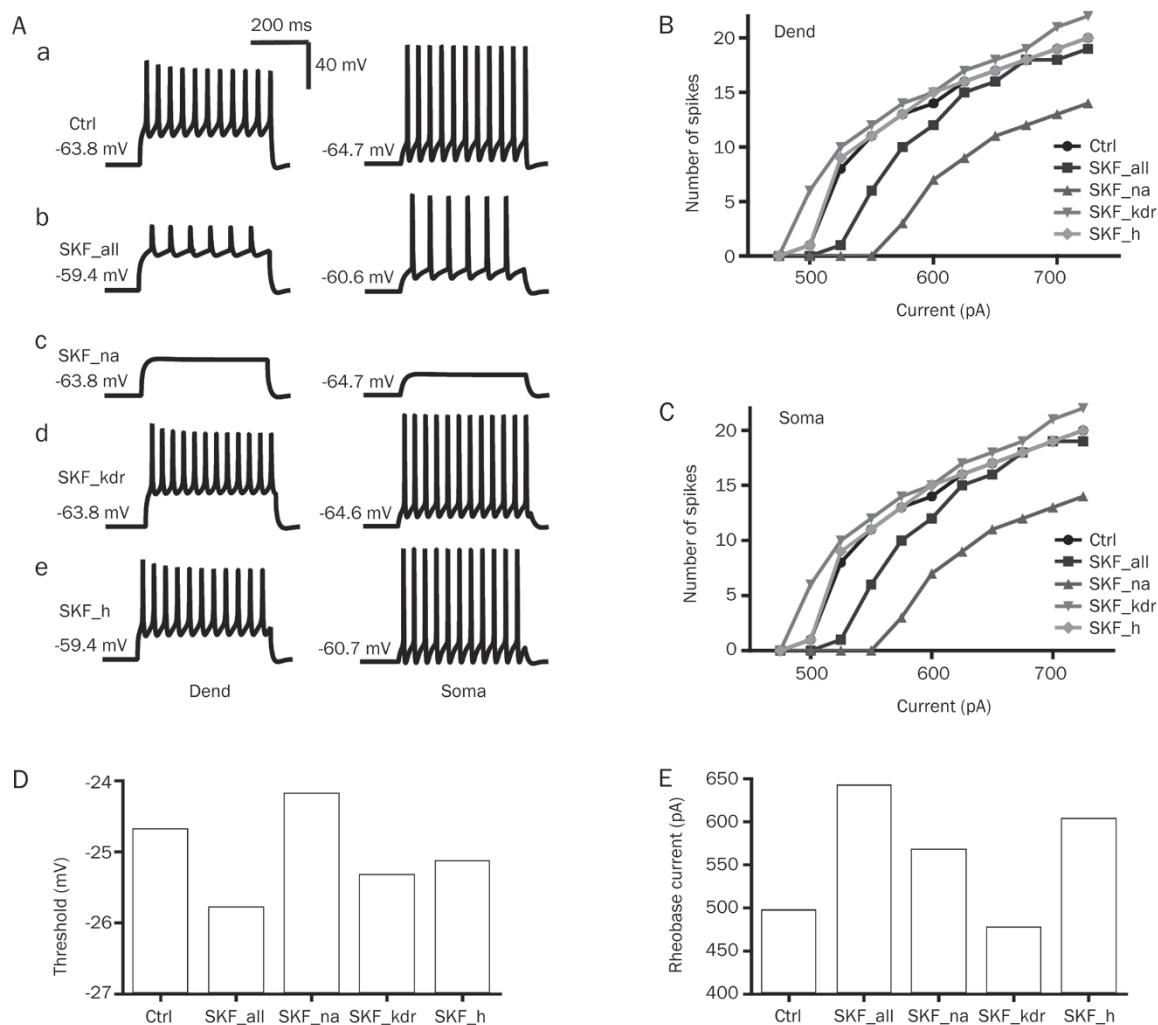 A
a
200 ms
40 mV
Ctrl
-63.8 mV
-64.7 mV
b
SKF_all
-59.4 mV
-60.6 mV
c
SKF_na
-63.8 mV
-64.7 mV
d
SKF_kdr
-63.8 mV
-64.6 mV
e
SKF_h
-59.4 mV
-60.7 mV
Dend
Soma
B
Dend
Number of spikes
20
15
10
5
0
500
600
700
Current (pA)
Ctrl
SKF_all
SKF_na
SKF_kdr
SKF_h
C
Soma
Number of spikes
20
15
10
5
0
500
600
700
Current (pA)
Ctrl
SKF_all
SKF_na
SKF_kdr
SKF_h
D
Threshold (mV)
-24
-25
-26
-27
Ctrl
SKF_all
SKF_na
SKF_kdr
SKF_h
E
Rheobase current (pA)
650
600
550
500
450
400
Ctrl
SKF_all
SKF_na
SKF_kdr
SKF_h